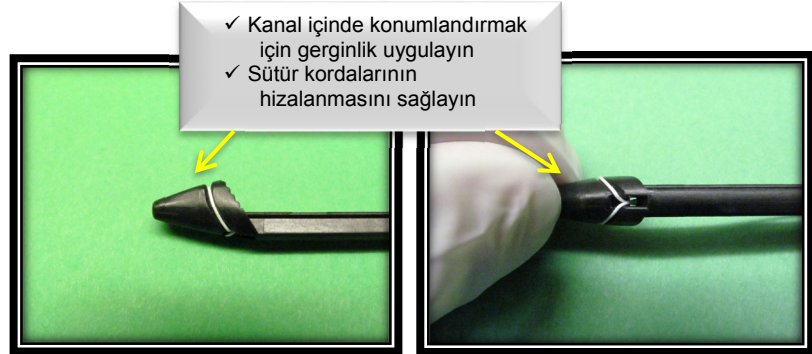 ✓ Kanal içinde konumlandırmak
için gerginlik uygulayın
✓ Sütür kordalarının
hizalanmasını sağlayın